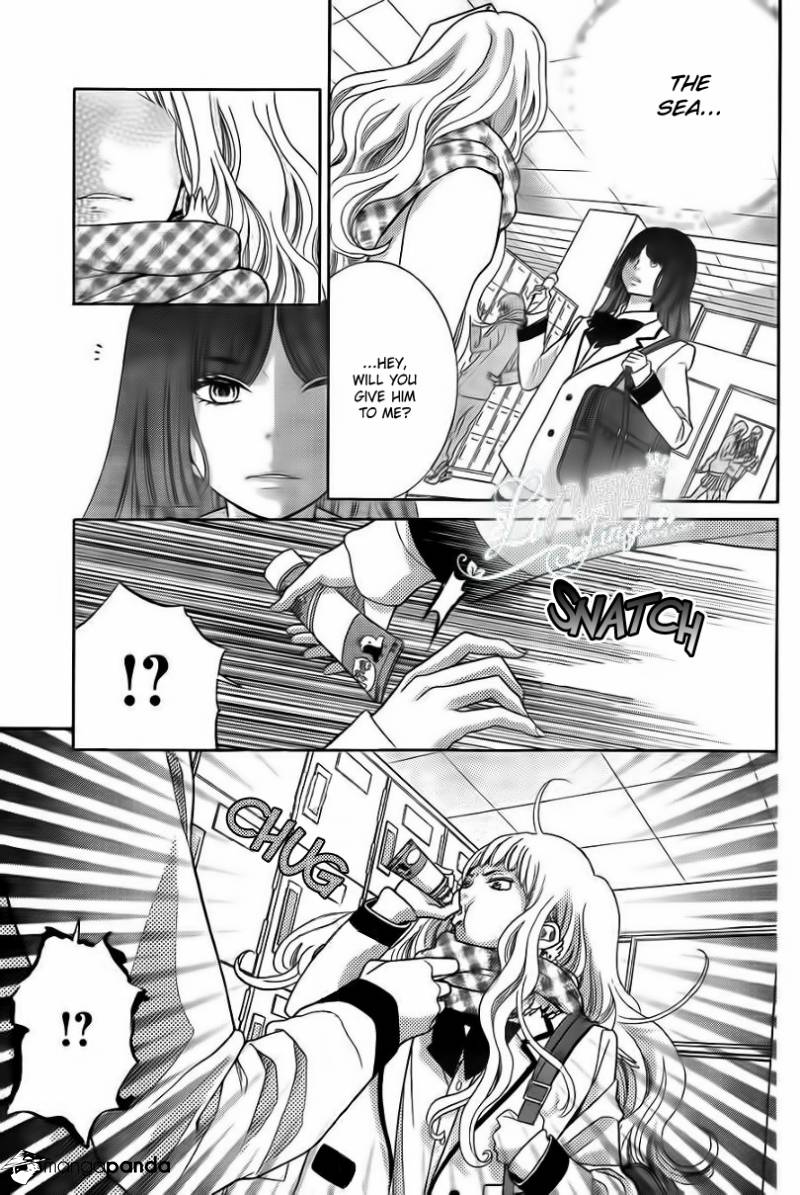 THE
SEA...
...HEY,
WILL YOU
GIVE HIM
TO ME?
SNATCH
!?
CHUG
!?
mangapanda